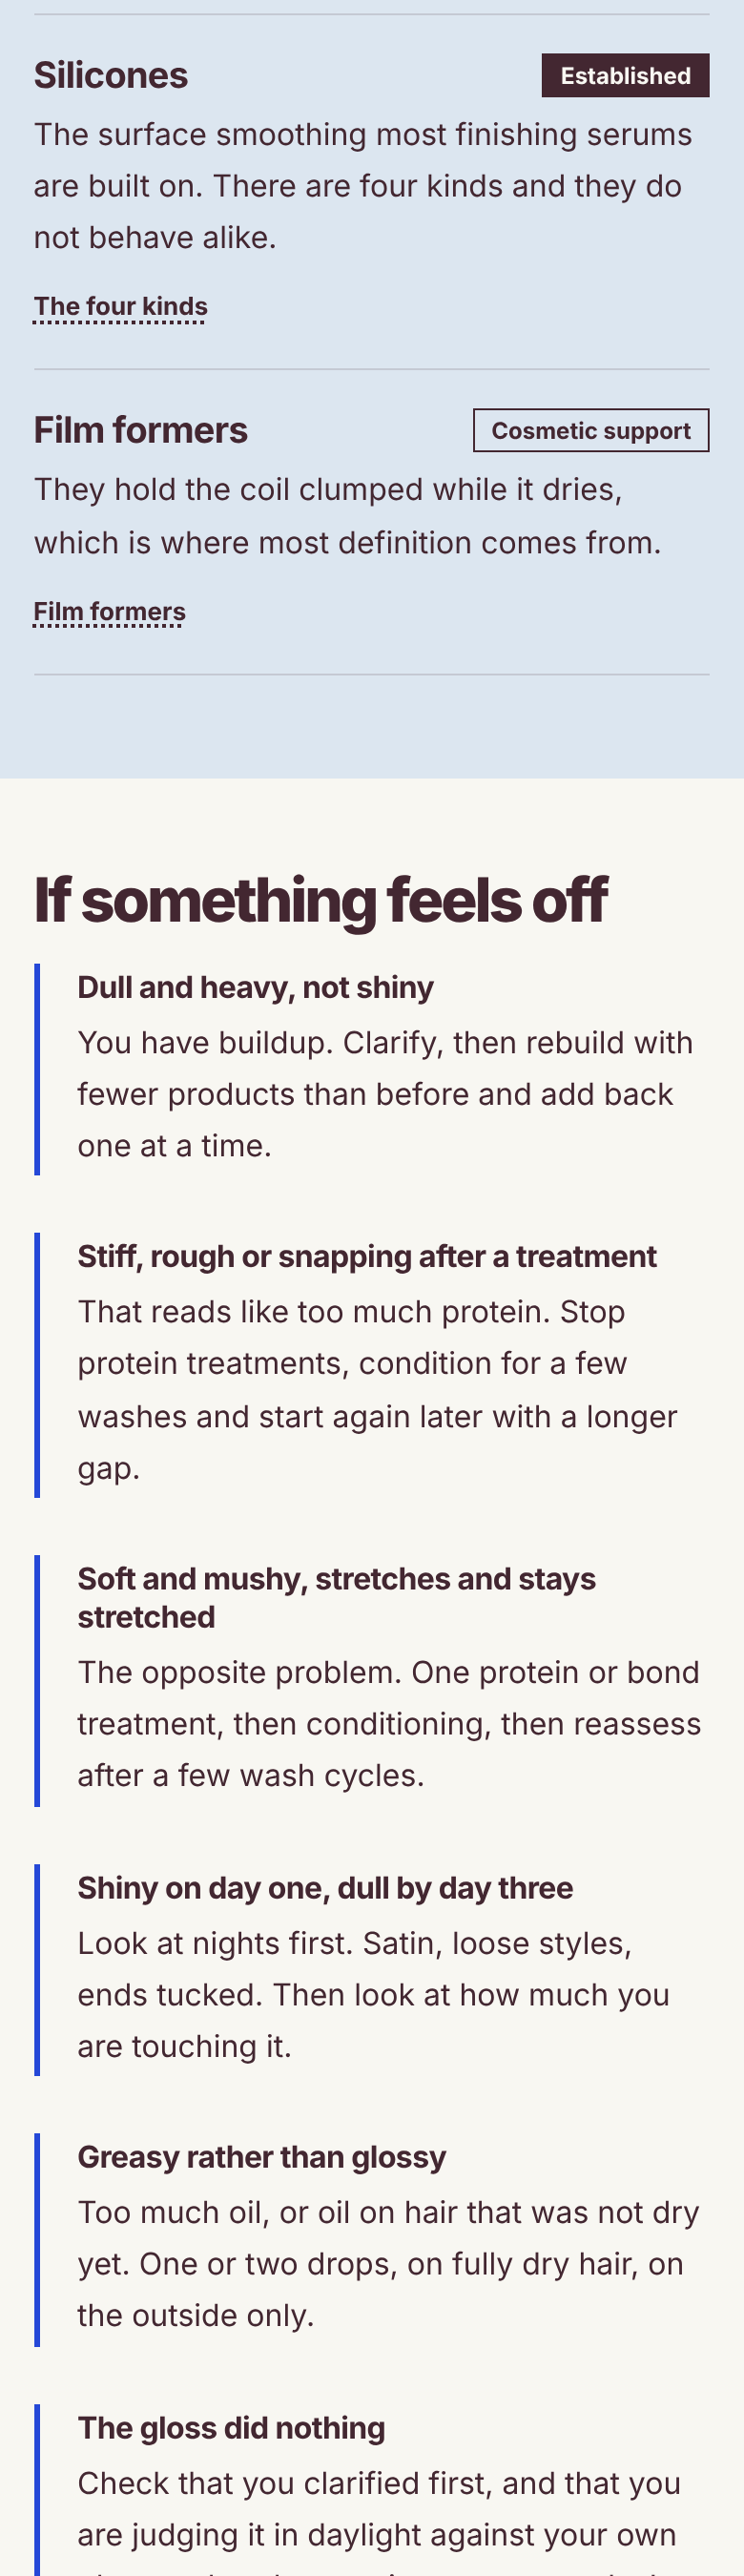 Silicones
Established
The surface smoothing most finishing serums
are built on. There are four kinds and they do
not behave alike.
The four kinds
Film formers
Cosmetic support
They hold the coil clumped while it dries,
which is where most definition comes from.
Film formers
If something feels off
Dull and heavy, not shiny
You have buildup. Clarify, then rebuild with
fewer products than before and add back
one at a time.
Stiff, rough or snapping after a treatment
That reads like too much protein. Stop
protein treatments, condition for a few
washes and start again later with a longer
gap.
Soft and mushy, stretches and stays
stretched
The opposite problem. One protein or bond
treatment, then conditioning, then reassess
after a few wash cycles.
Shiny on day one, dull by day three
Look at nights first. Satin, loose styles,
ends tucked. Then look at how much you
are touching it.
Greasy rather than glossy
Too much oil, or oil on hair that was not dry
yet. One or two drops, on fully dry hair, on
the outside only.
The gloss did nothing
Check that you clarified first, and that you
are judging it in daylight against your own